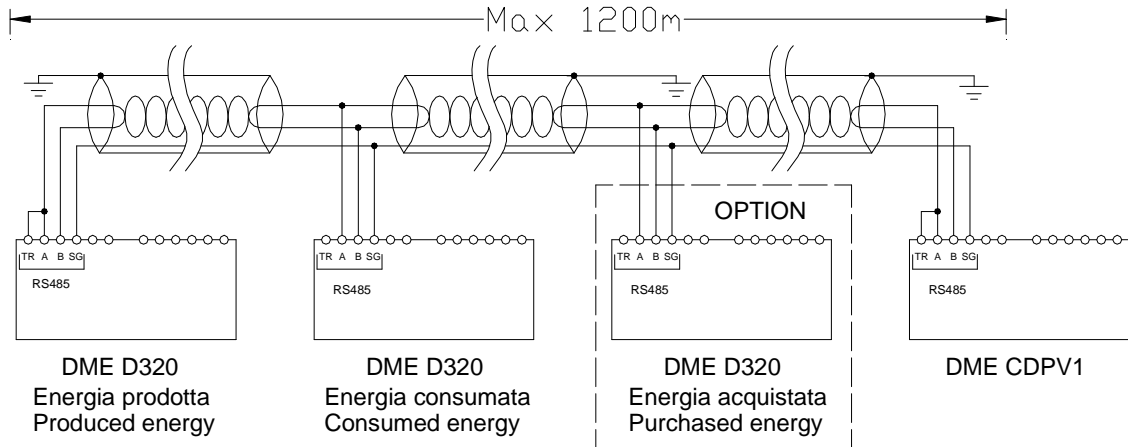 Max 1200m
OPTION
TR A B SG
RS485
TR A B SG
RS485
TR A B SG
RS485
TR A B SG
RS485
DME D320
Energia prodotta
Produced energy
DME D320
Energia consumata
Consumed energy
DME D320
Energia acquistata
Purchased energy
DME CDPV1